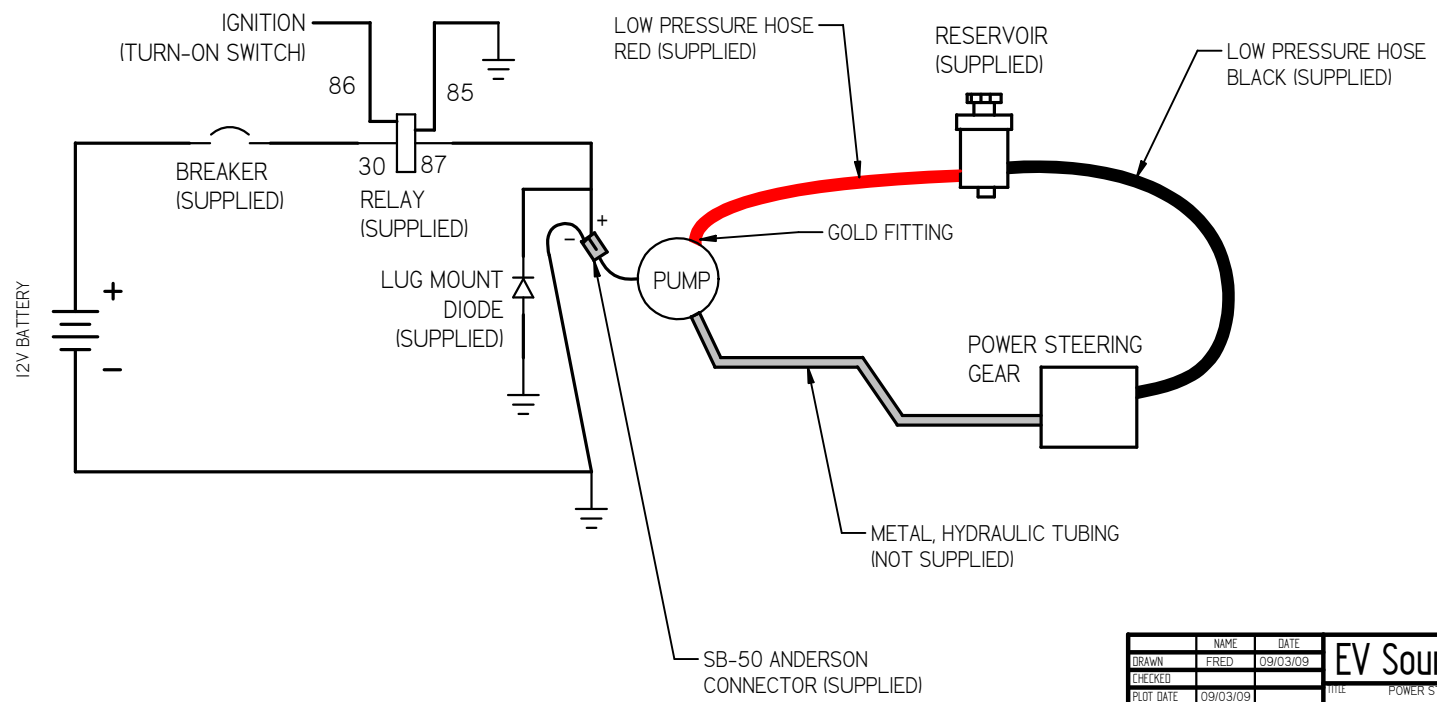 IGNITION
(TURN-ON SWITCH)
86
85
LOW PRESSURE HOSE
RED (SUPPLIED)
RESERVOIR
(SUPPLIED)
LOW PRESSURE HOSE
BLACK (SUPPLIED)
BREAKER
(SUPPLIED)
30
87
RELAY
(SUPPLIED)
+
-
GOLD FITTING
PUMP
LUG MOUNT
DIODE
(SUPPLIED)
12V BATTERY
+
-
POWER STEERING
GEAR
METAL, HYDRAULIC TUBING
(NOT SUPPLIED)
SB-50 ANDERSON
CONNECTOR (SUPPLIED)
NAME DATE
DRAWN FRED 09/03/09
CHECKED
PLOT DATE 09/03/09
EV Sour
TITLE POWER S